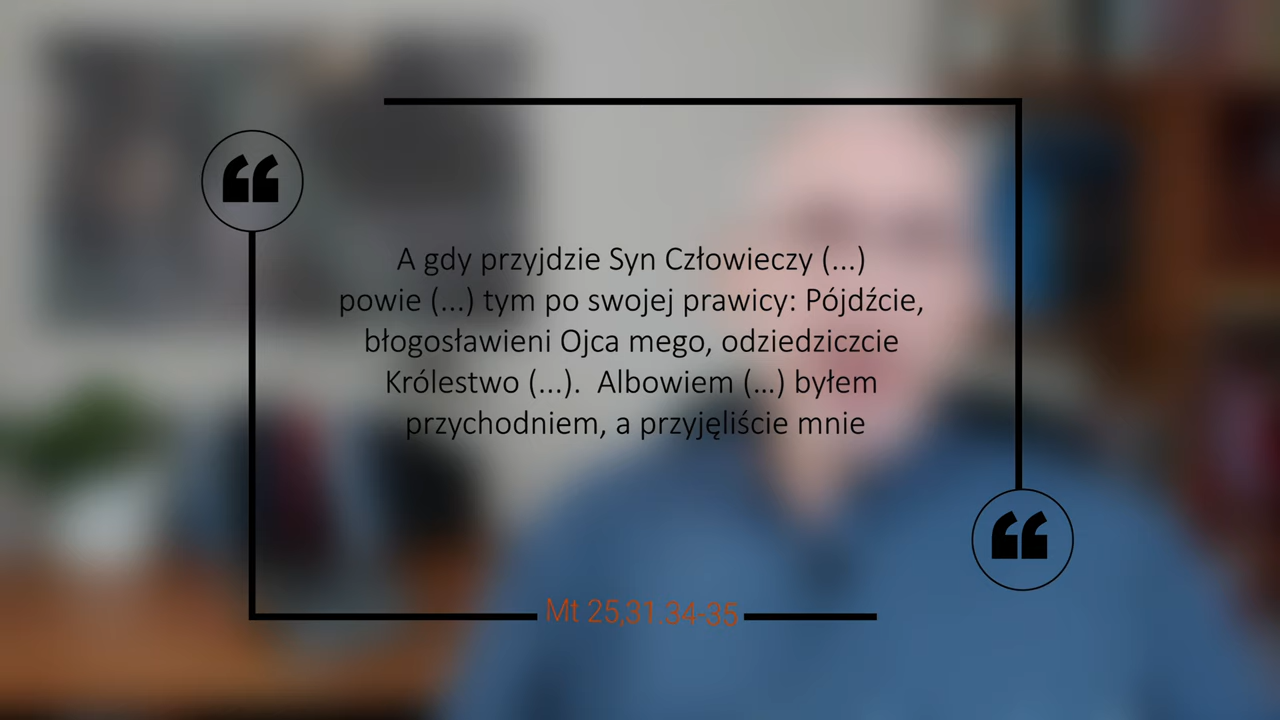 A gdy przyjdzie Syn Człowieczy (...)
powie (...) tym po swojej prawicy: Pójdźcie,
błogosławieni Ojca mego, odziedziczcie
Królestwo (...).  Albowiem (...) byłem
przychodniem, a przyjęliście mnie
Mt 25,31.34-35